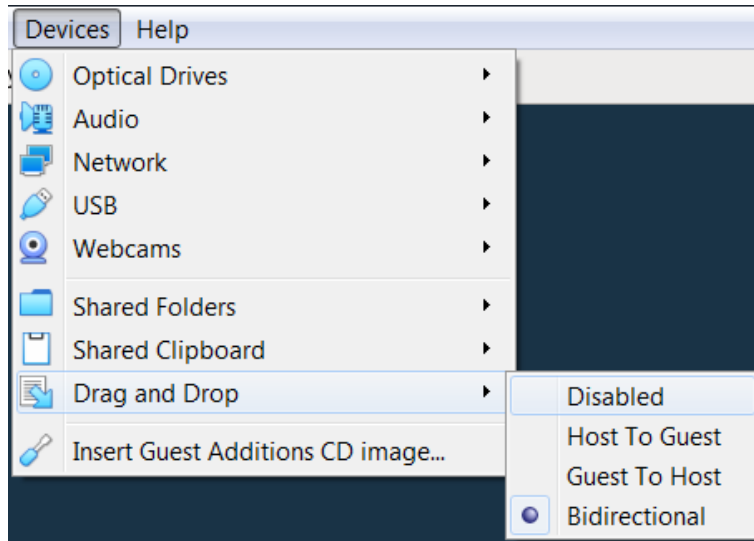 Devices Help
Optical Drives
Audio
Network
USB
Webcams
Shared Folders
Shared Clipboard
Drag and Drop
Insert Guest Additions CD image...
Disabled
Host To Guest
Guest To Host
Bidirectional